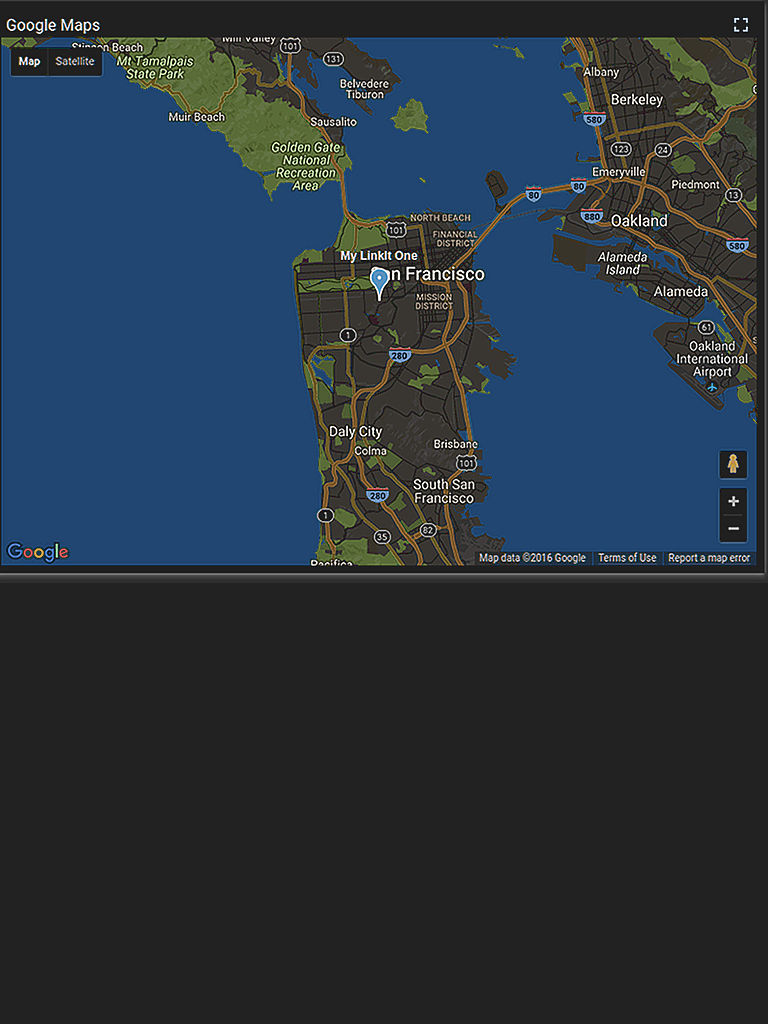 Google Maps
Mill Valley
101
Stinson Beach
Map
Satellite
131
Mt Tamalpais
State Park
Albany
Belvedere
Tiburon
Berkeley
Muir Beach
Sausalito
580
Golden Gate
National
Recreation
Area
123
24
Emeryville
80
80
Piedmont
13
NORTH BEACH
880
Oakland
101
FINANCIAL
DISTRICT
580
My LinkIt One
Alameda
Island
San Francisco
Alameda
MISSION
DISTRICT
1
61
280
Oakland
International
Airport
Daly City
Colma
Brisbane
101
South San
Francisco
280
+
1
82
−
35
Google
Pacifica
Map data ©2016 Google
Terms of Use
Report a map error